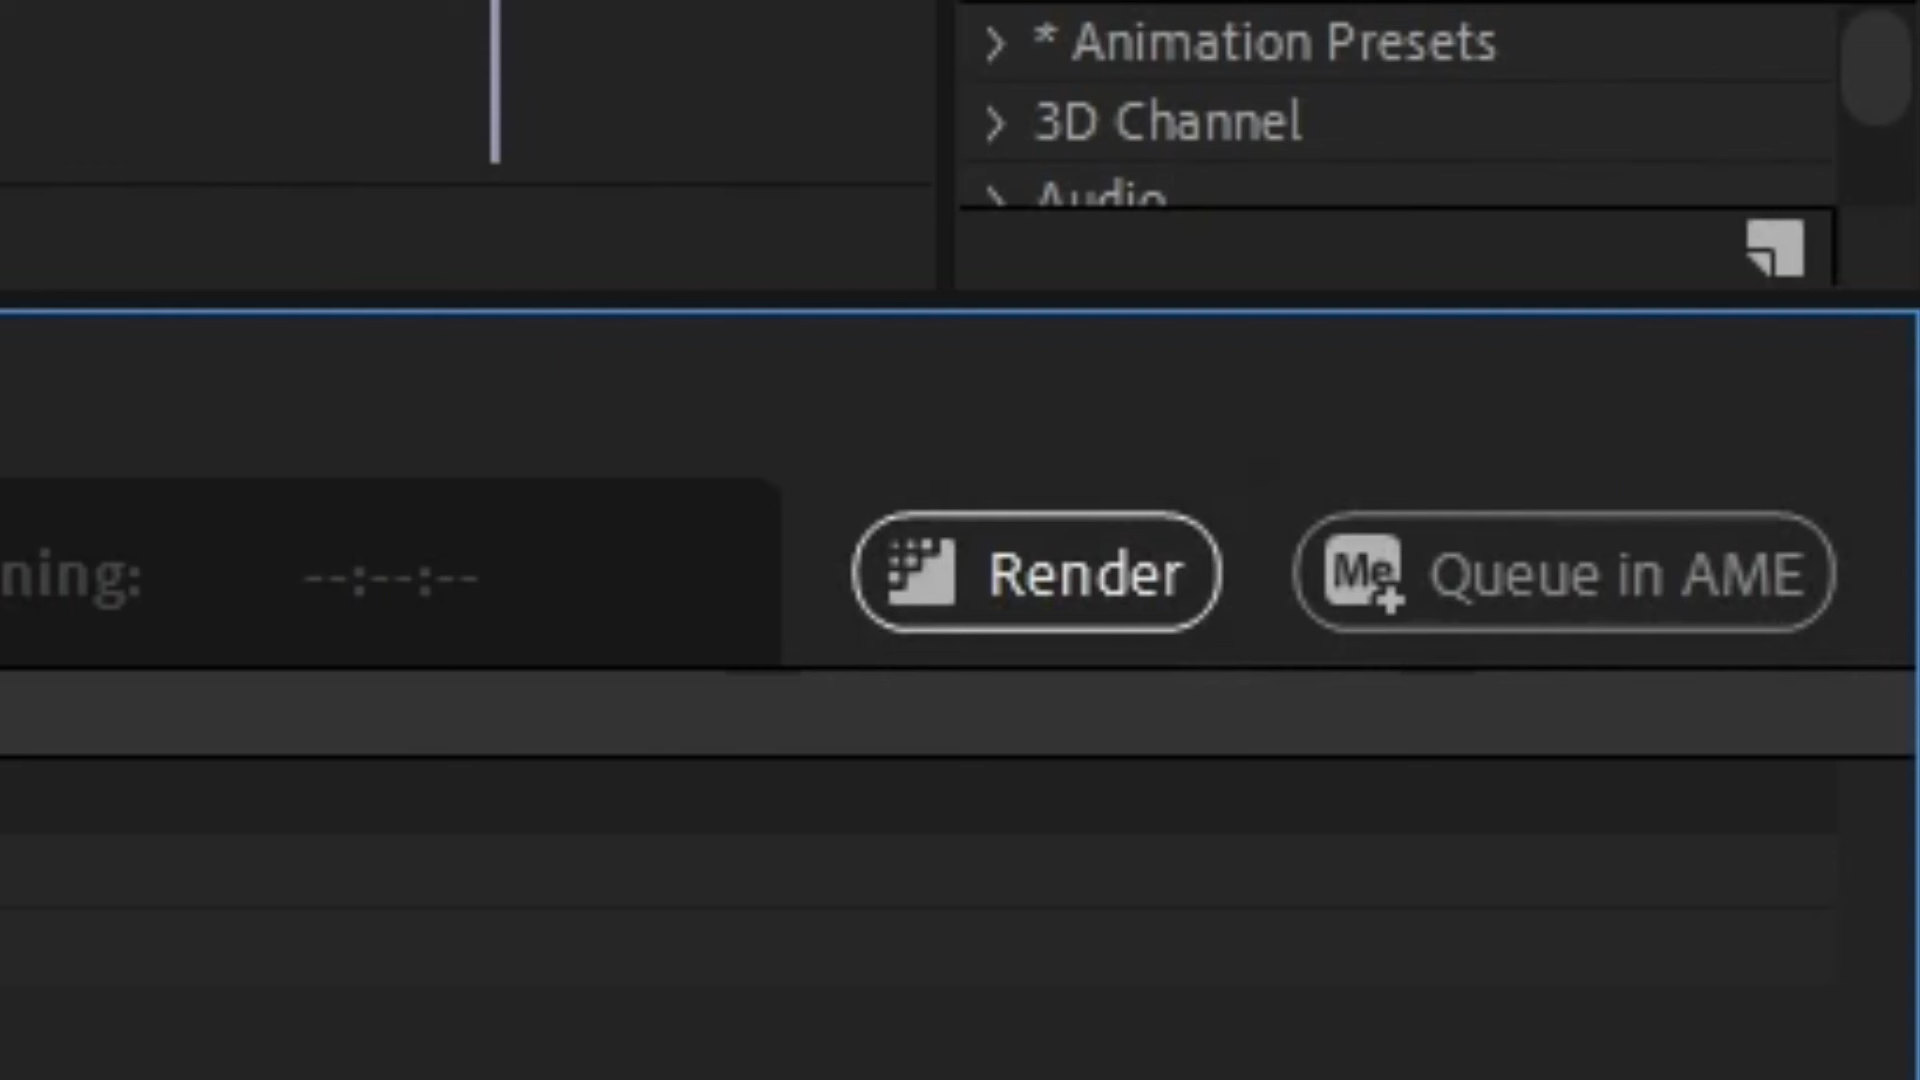 * Animation Presets
3D Channel
Audio
ning:
--:--:--
Render
Me
Queue in AME